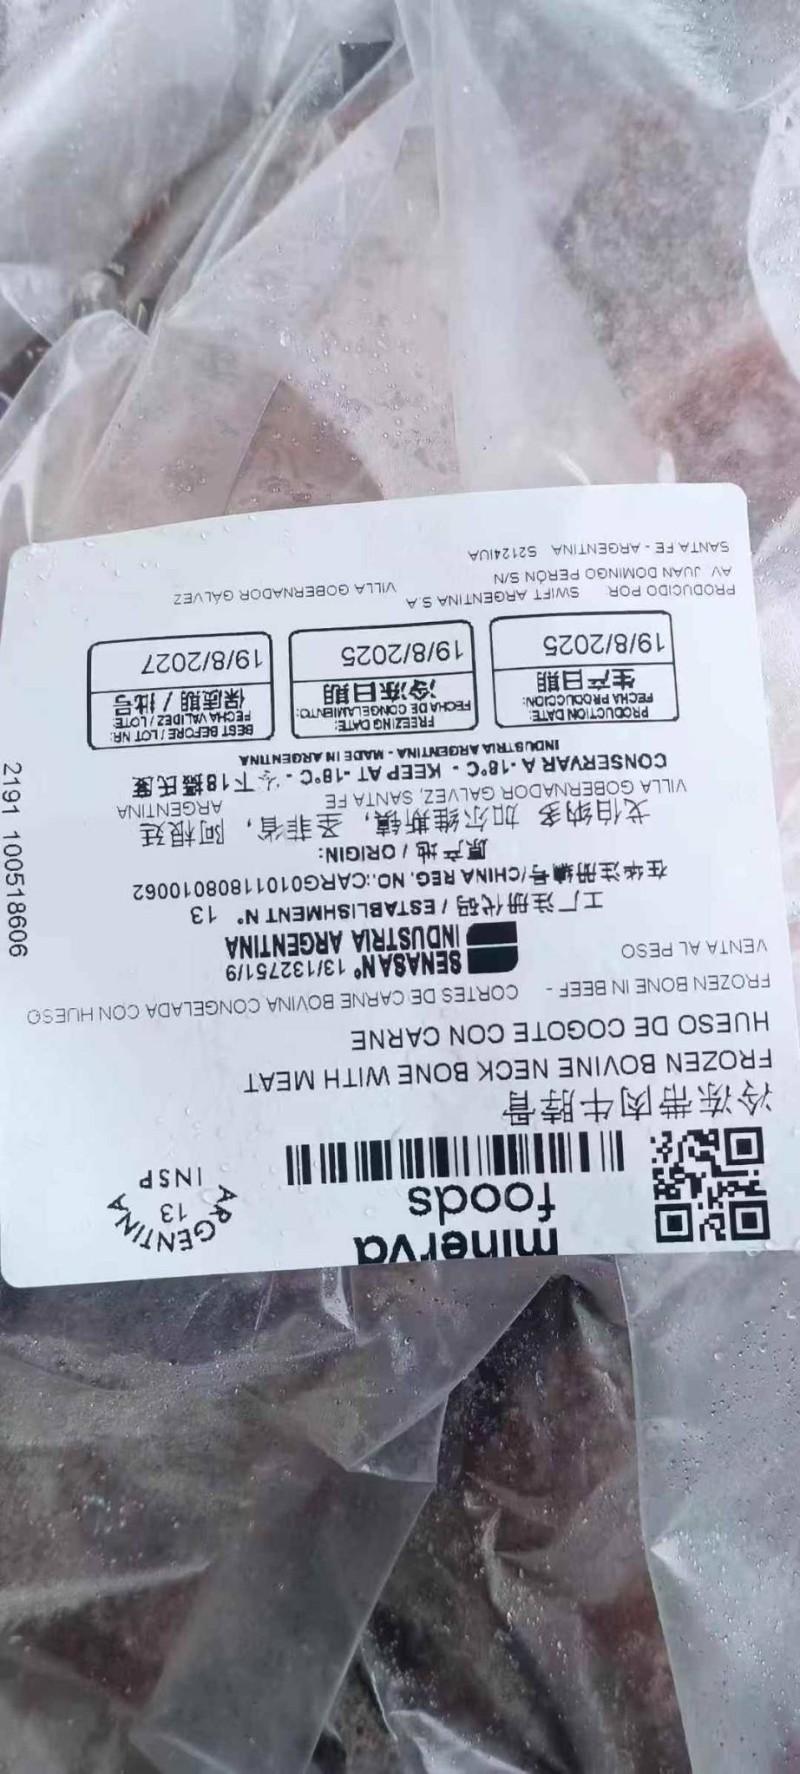 minerva
foods
ARGENTINA
13
INSP
冷冻带肉牛脖骨
FROZEN BOVINE NECK BONE WITH MEAT
HUESO DE COGOTE CON CARNE
FROZEN BONE IN BEEF - CORTES DE CARNE BOVINA CONGELADA CON HUESO
VENTA AL PESO
SENASAN° 13/132751/9
INDUSTRIA ARGENTINA
工厂注册代码 / ESTABLISHMENT N° 13
在华注册编号/CHINA REG. NO.:CARG01011808010062
原产地 / ORIGIN:
戈伯纳多 加尔维斯镇, 圣菲省, 阿根廷
VILLA GOBERNADOR GALVEZ, SANTA FE ARGENTINA
CONSERVAR A -18°C - KEEP AT -18°C - 下18摄氏度
INDUSTRIA ARGENTINA - MADE IN ARGENTINA
PRODUCTION DATE:
FECHA PRODUCCION:
生产日期
19/8/2025
FREEZING DATE:
FECHA DE CONGELAMIENTO:
冷冻日期
19/8/2025
BEST BEFORE / LOT NR:
FECHA VALIDEZ / LOTE:
保质期 / 批号
19/8/2027
PRODUCIDO POR: SWIFT ARGENTINA S.A
AV JUAN DOMINGO PERÓN S/N VILLA GOBERNADOR GÁLVEZ
SANTA FE - ARGENTINA S2124IUA
2191 100518606